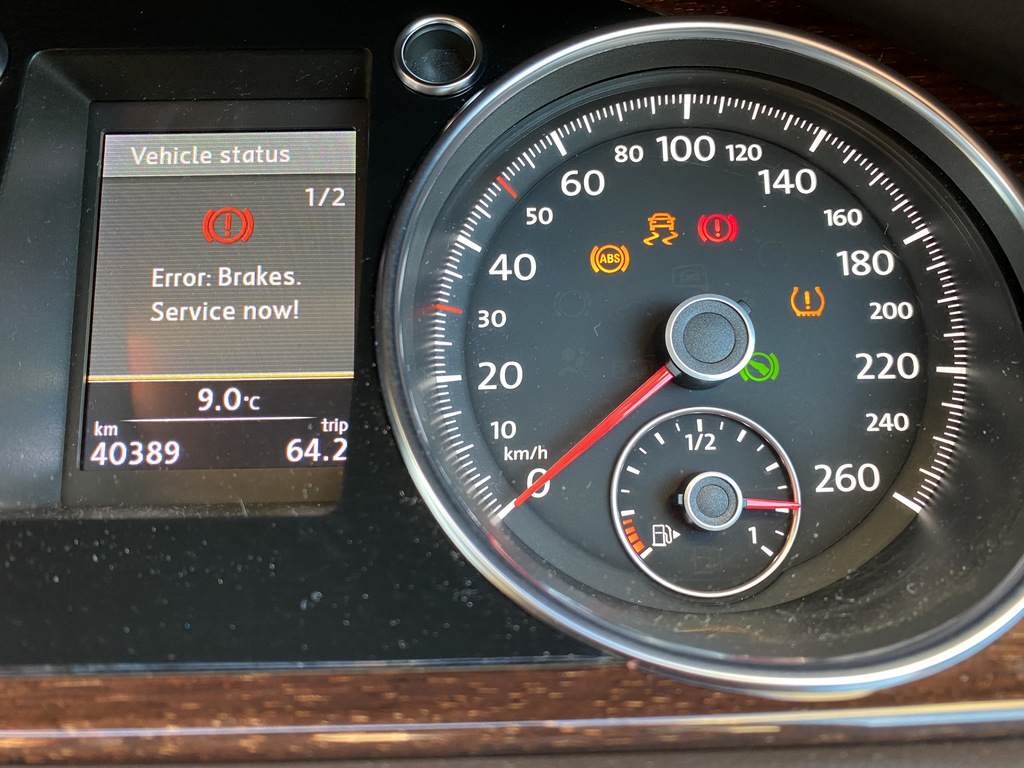 Vehicle status
1/2
Error: Brakes.
Service now!
9.0°C
km
trip
40389
64.2
0
10
20
30
40
50
60
80
100
120
140
160
180
200
220
240
260
km/h
ABS
1/2
1